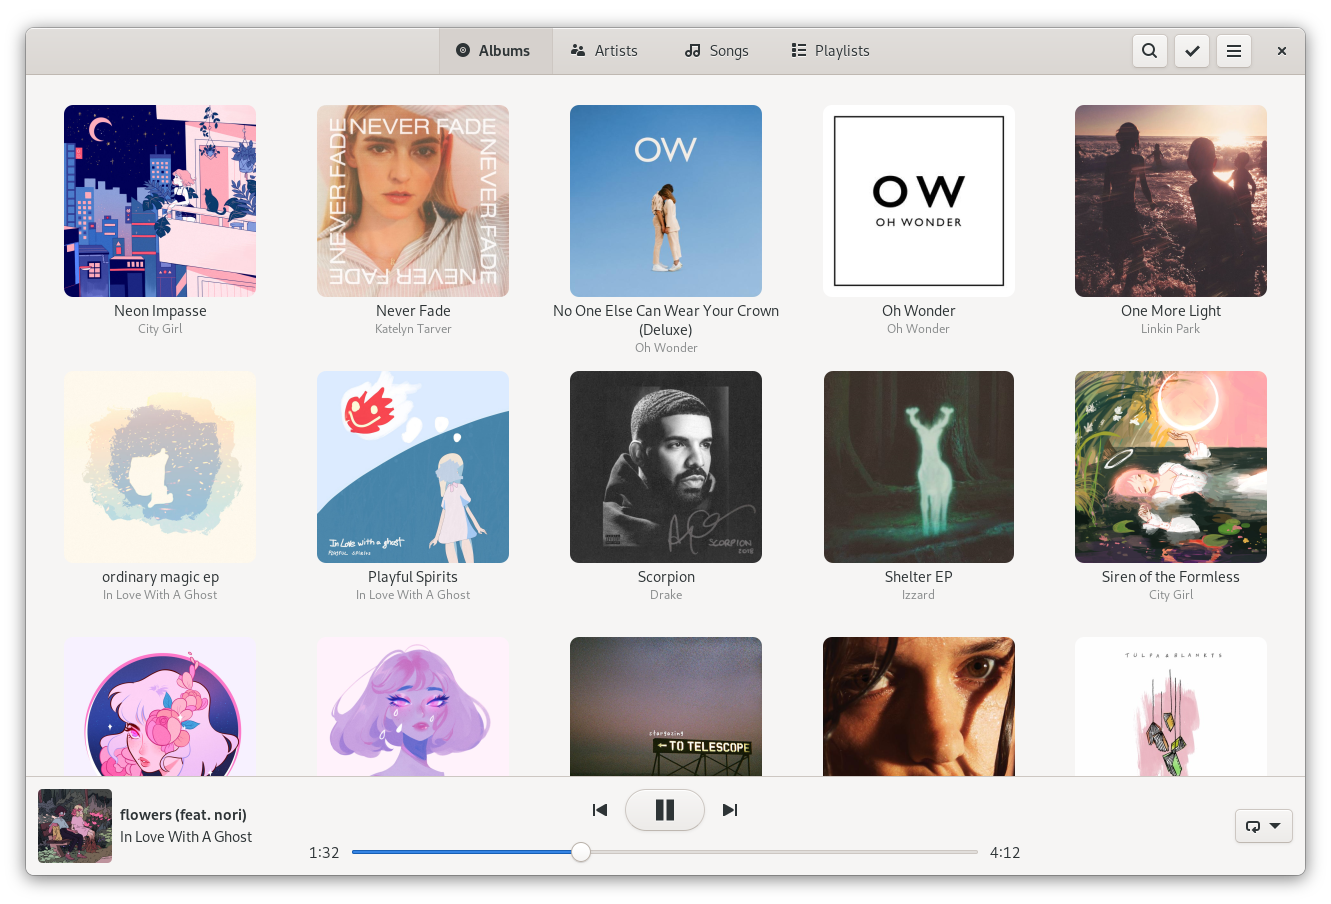 Albums
Artists
Songs
Playlists
NEVER FADE NEVER FADE NEVER FADE NEVER FADE
OW
OW
OH WONDER
Neon Impasse
City Girl
Never Fade
Katelyn Tarver
No One Else Can Wear Your Crown
(Deluxe)
Oh Wonder
Oh Wonder
Oh Wonder
One More Light
Linkin Park
In Love with a ghost
PLAYFUL SPIRITS
SCORPION
2018
ordinary magic ep
In Love With A Ghost
Playful Spirits
In Love With A Ghost
Scorpion
Drake
Shelter EP
Izzard
Siren of the Formless
City Girl
stargazing
←TO TELESCOPE
TULPA & BLANKTS
flowers (feat. nori)
In Love With A Ghost
1:32
4:12